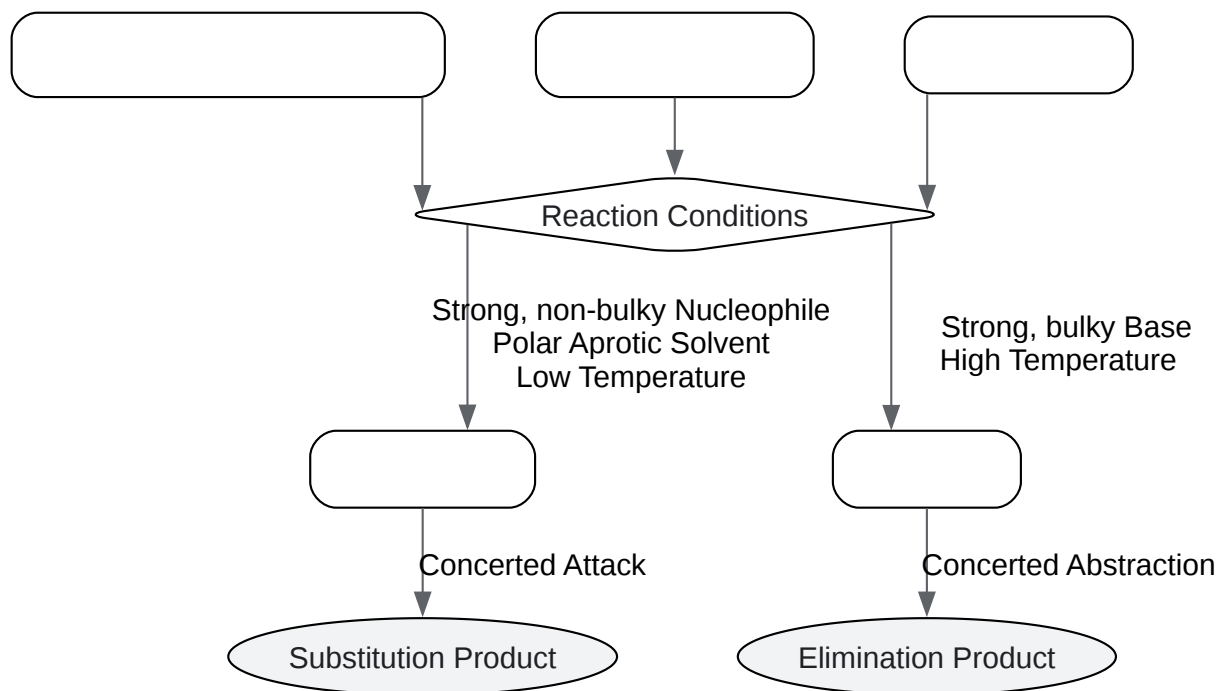 Reaction Conditions
Strong, non-bulky Nucleophile
Polar Aprotic Solvent
Low Temperature
Strong, bulky Base
High Temperature
Concerted Attack
Concerted Abstraction
Substitution Product
Elimination Product